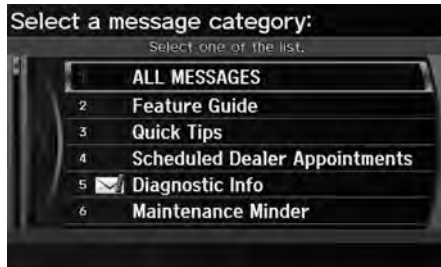 Select a message category:
Select one of the list.
1 ALL MESSAGES
2 Feature Guide
3 Quick Tips
4 Scheduled Dealer Appointments
5 Diagnostic Info
6 Maintenance Minder